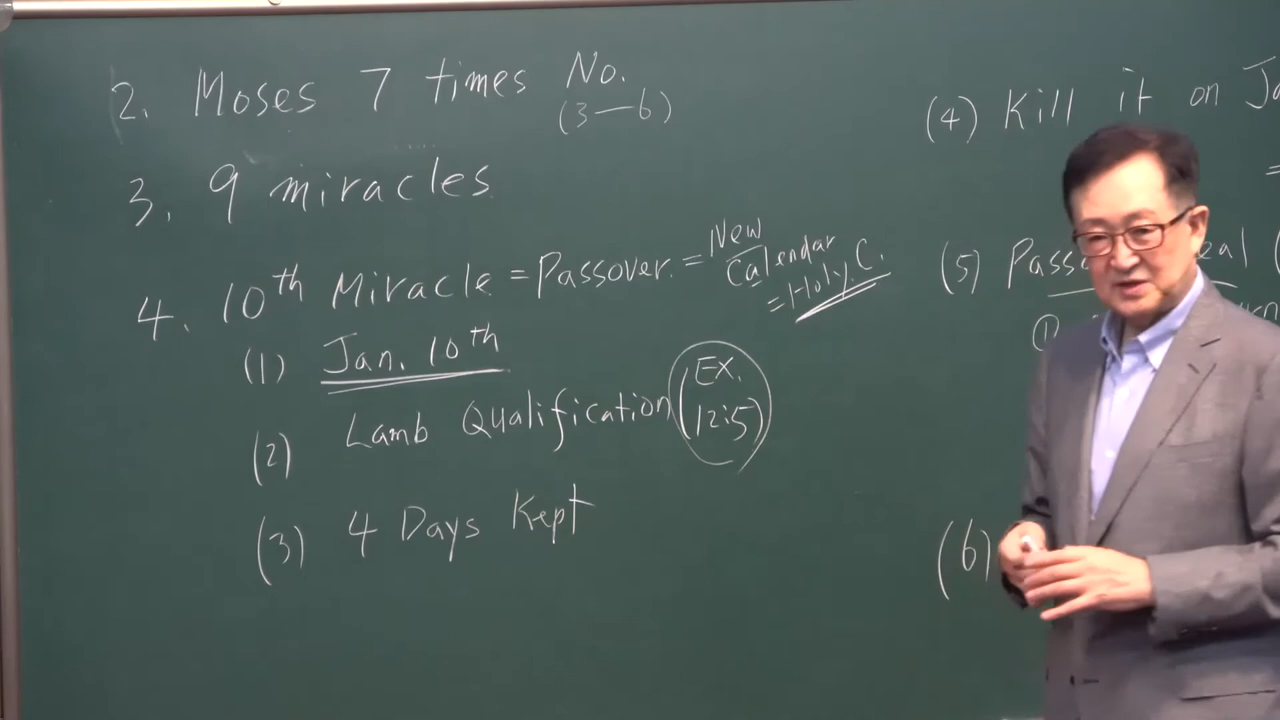 2. Moses 7 times No.
(3-6)
3. 9 miracles
4. 10th Miracle = Passover = New Calendar
= Holy C.
(1) Jan. 10th
(2) Lamb Qualification (Ex. 12:5)
(3) 4 Days Kept
(4) Kill it on
=
(5)
①
(6)